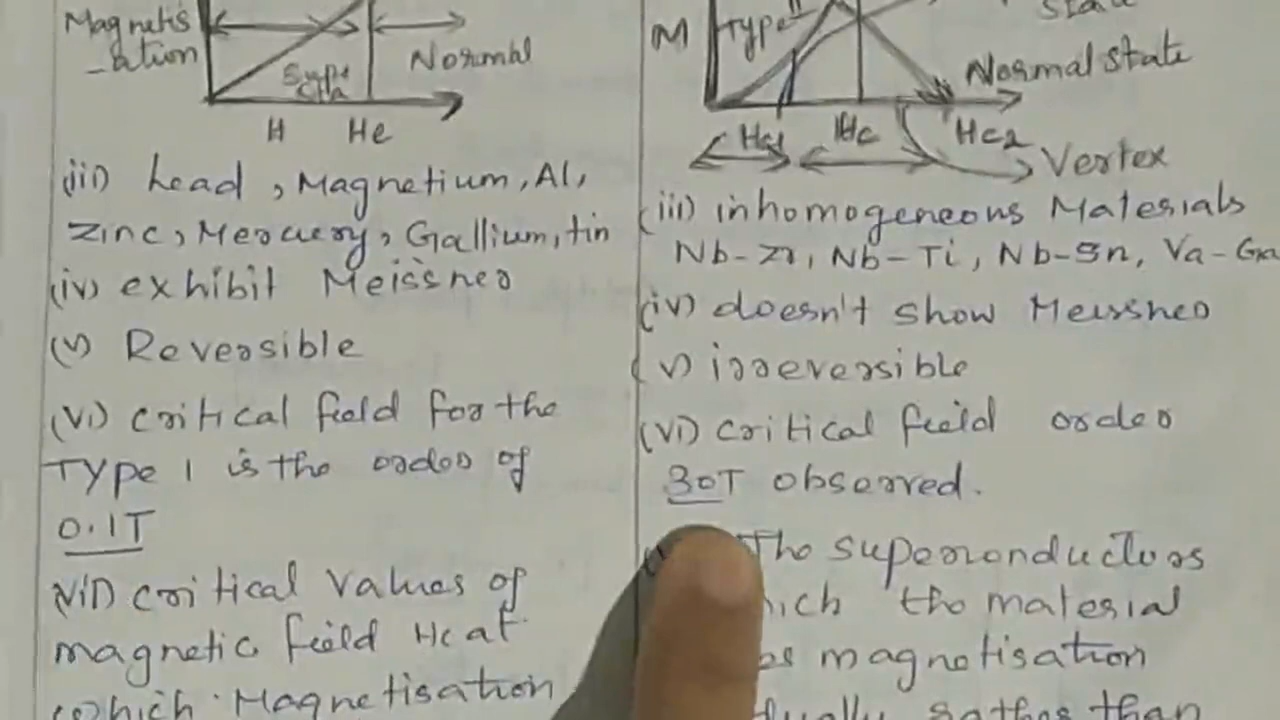 Magnetis
-ation
Normal
H Hc
(iii) Lead, Magnetium, Al,
Zinc, Mercury, Gallium, tin
(iv) exhibit Meissner
(v) Reversible
(vi) critical field for the
Type 1 is the order of
0.1T
(vii) critical values of
magnetic field Hc at
which Magnetisation
M Type II
Normal state
Hc1 Hc Hc2
Vertex
(iii) inhomogeneous Materials
Nb-Zr, Nb-Ti, Nb-Sn, Va-Ga
(iv) doesn't show Meissner
(v) irreversible
(vi) critical field order
30T observed.
The superconductors
the material
magnetisation
rather than